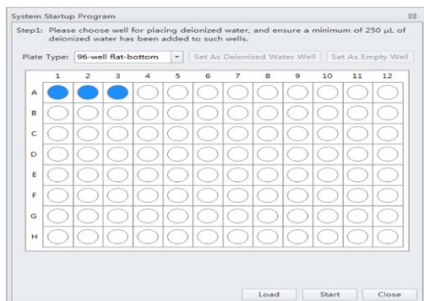 System Startup Program
Step1: Please choose well for placing deionized water, and ensure a minimum of 250 µL of
deionized water has been added to such wells.
Plate Type: 96-well flat-bottom Set As Deionized Water Well Set As Empty Well
1 2 3 4 5 6 7 8 9 10 11 12
A
B
C
D
E
F
G
H
Load Start Close